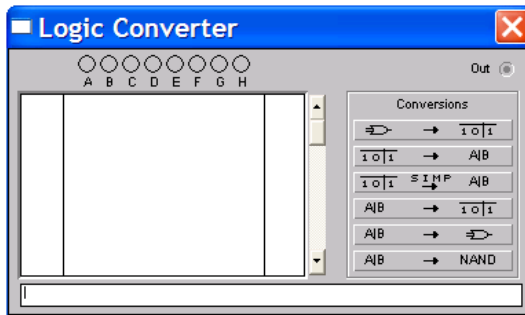 Logic Converter
Out
A B C D E F G H
Conversions
→ 1 0 1
1 0 1 → A|B
1 0 1 SIMP → A|B
A|B → 1 0 1
A|B →
A|B → NAND